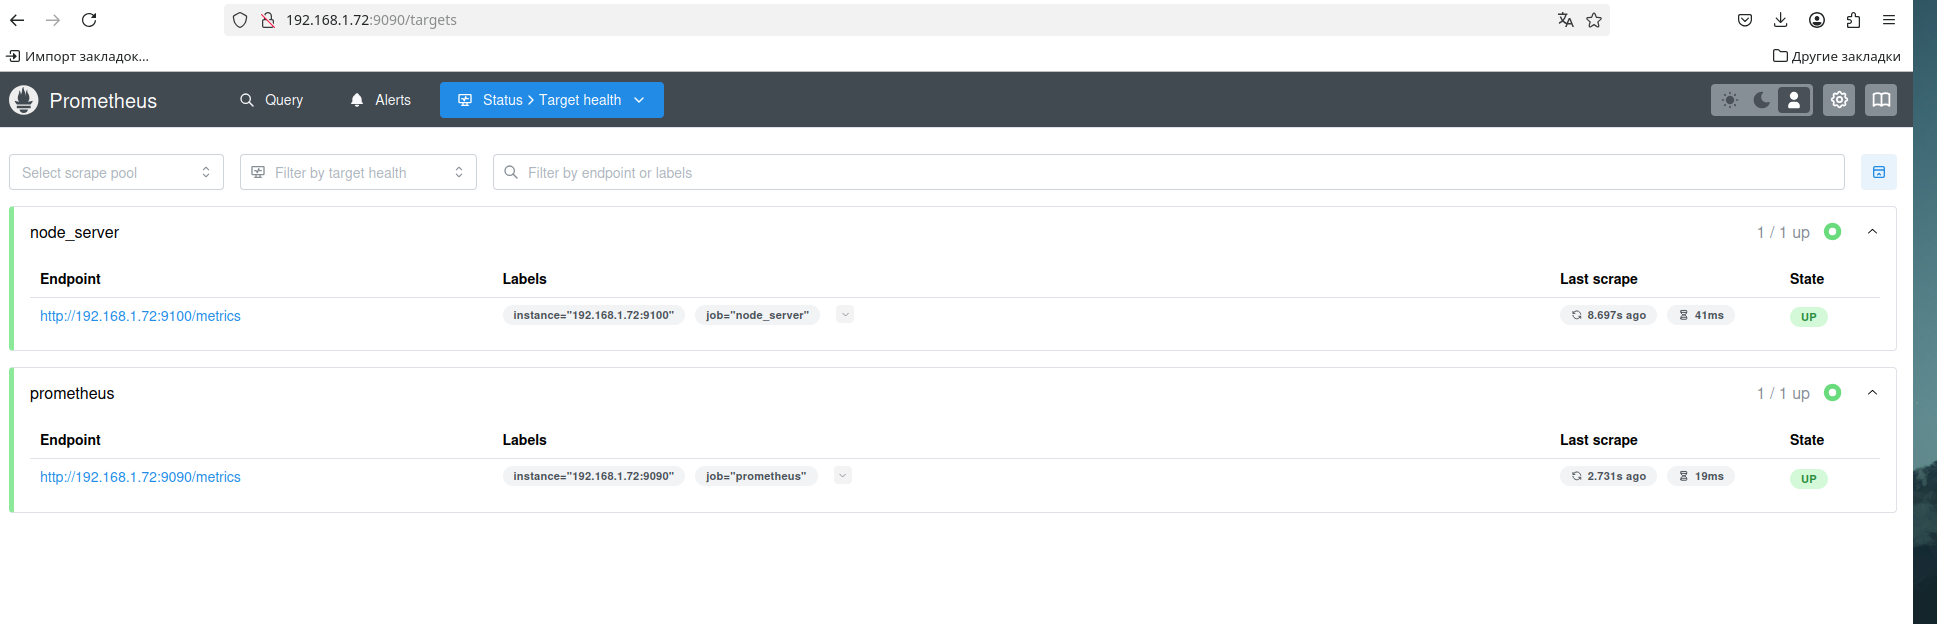 192.168.1.72:9090/targets
Импорт закладок...
Другие закладки
Prometheus Query Alerts Status > Target health
Select scrape pool Filter by target health Filter by endpoint or labels
node_server 1 / 1 up
Endpoint Labels Last scrape State
http://192.168.1.72:9100/metrics instance="192.168.1.72:9100" job="node_server" 8.697s ago 41ms UP
prometheus 1 / 1 up
Endpoint Labels Last scrape State
http://192.168.1.72:9090/metrics instance="192.168.1.72:9090" job="prometheus" 2.731s ago 19ms UP